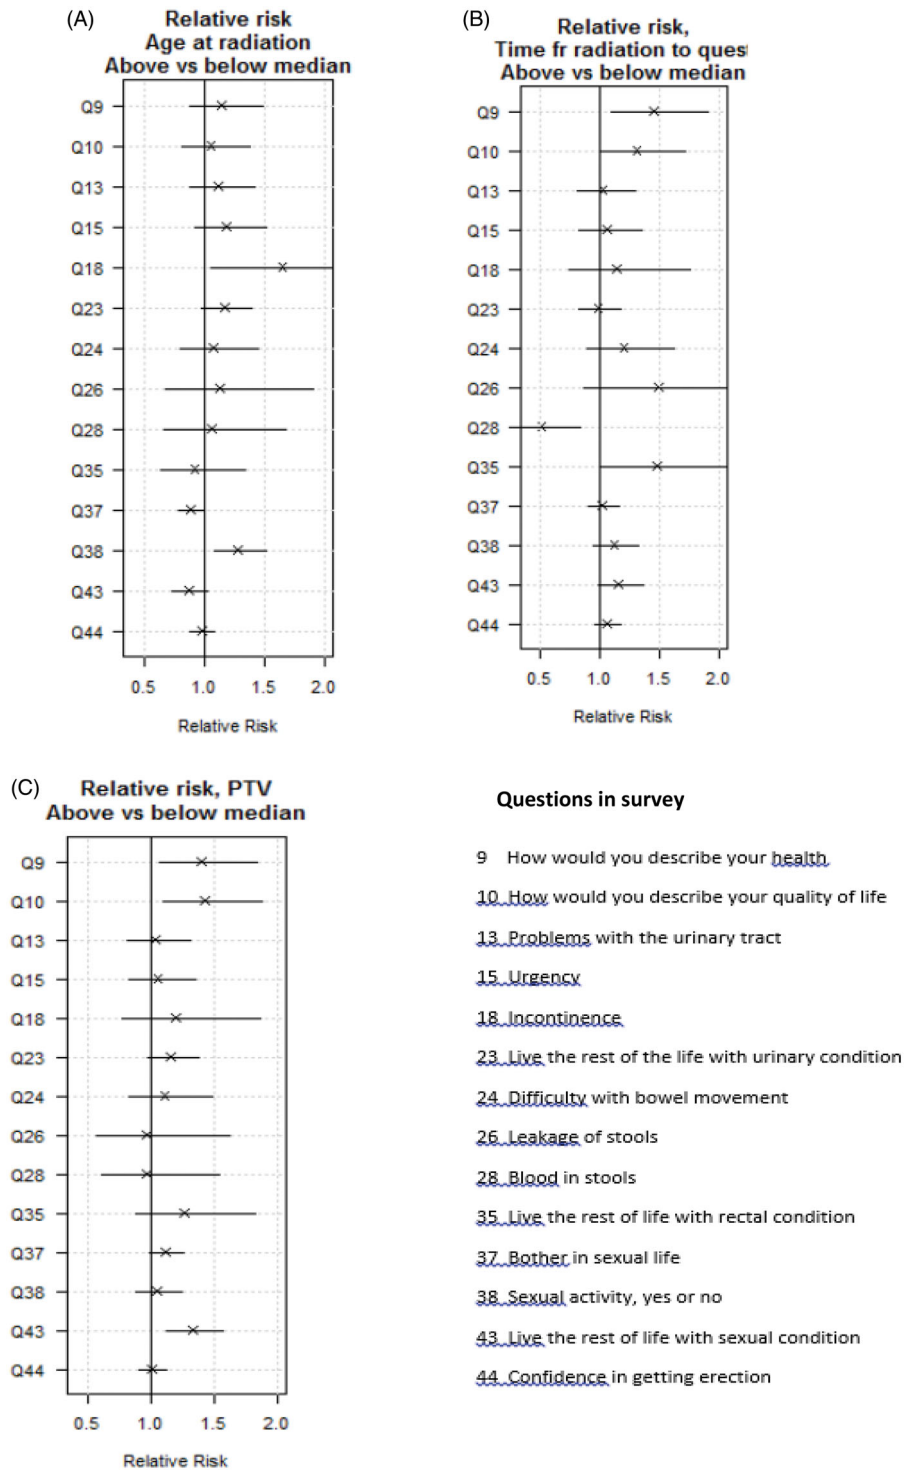 (A)
Relative risk
Age at radiation
Above vs below median
Q9
Q10
Q13
Q15
Q18
Q23
Q24
Q26
Q28
Q35
Q37
Q38
Q43
Q44
0.5 1.0 1.5 2.0
Relative Risk
(B)
Relative risk,
Time fr radiation to ques
Above vs below median
Q9
Q10
Q13
Q15
Q18
Q23
Q24
Q26
Q28
Q35
Q37
Q38
Q43
Q44
0.5 1.0 1.5 2.0
Relative Risk
(C)
Relative risk, PTV
Above vs below median
Q9
Q10
Q13
Q15
Q18
Q23
Q24
Q26
Q28
Q35
Q37
Q38
Q43
Q44
0.5 1.0 1.5 2.0
Relative Risk
Questions in survey
9 How would you describe your health
10 How would you describe your quality of life
13 Problems with the urinary tract
15 Urgency
18 Incontinence
23 Live the rest of the life with urinary condition
24 Difficulty with bowel movement
26 Leakage of stools
28 Blood in stools
35 Live the rest of life with rectal condition
37 Bother in sexual life
38 Sexual activity, yes or no
43 Live the rest of life with sexual condition
44 Confidence in getting erection